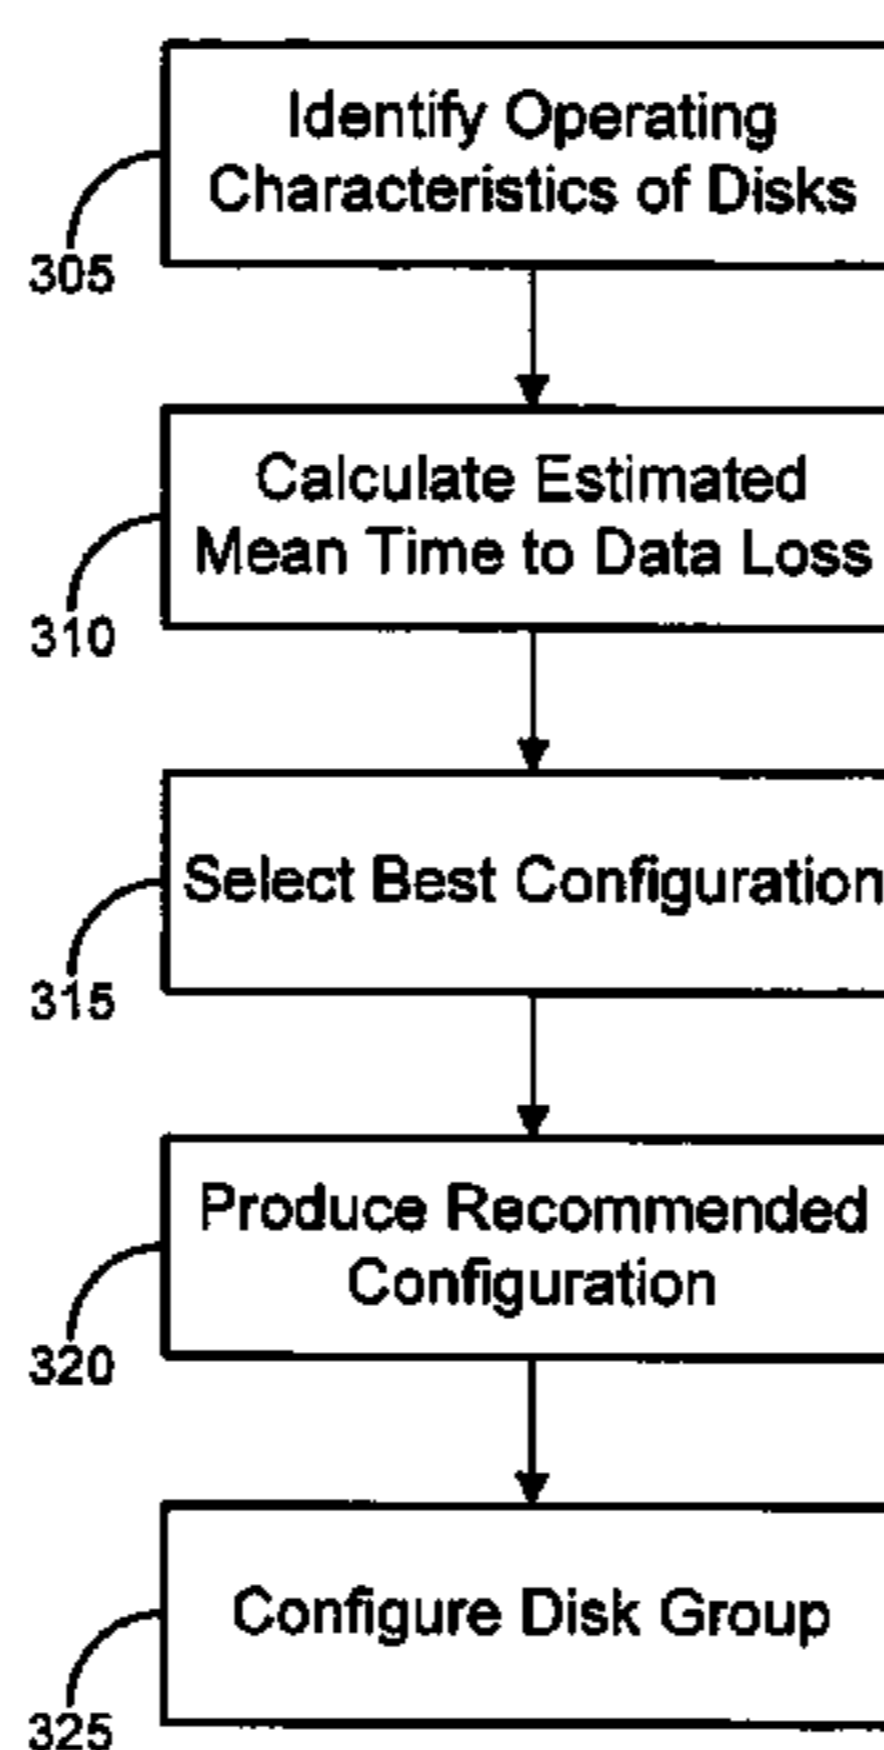 Identify Operating
Characteristics of Disks
305
Calculate Estimated
Mean Time to Data Loss
310
Select Best Configuration
315
Produce Recommended
Configuration
320
Configure Disk Group
325